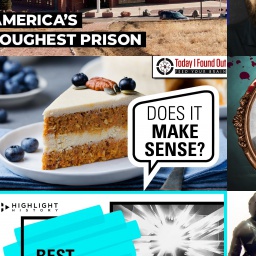 AMERICA'S
OUGHEST PRISON
Today I Found Out
FEED YOUR BRAIN
DOES IT
MAKE
SENSE?
HIGHLIGHT
HISTORY
BEST